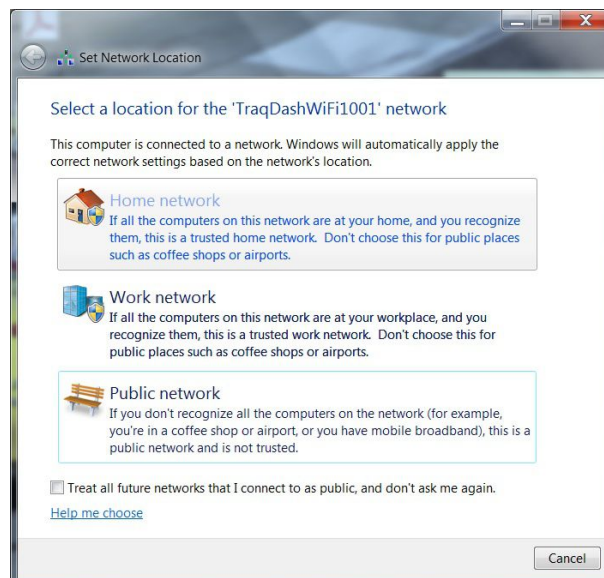 Set Network Location
Select a location for the 'TraqDashWiFi1001' network
This computer is connected to a network. Windows will automatically apply the
correct network settings based on the network's location.
Home network
If all the computers on this network are at your home, and you recognize
them, this is a trusted home network. Don't choose this for public places
such as coffee shops or airports.
Work network
If all the computers on this network are at your workplace, and you
recognize them, this is a trusted work network. Don't choose this for
public places such as coffee shops or airports.
Public network
If you don't recognize all the computers on the network (for example,
you're in a coffee shop or airport, or you have mobile broadband), this is a
public network and is not trusted.
Treat all future networks that I connect to as public, and don't ask me again.
Help me choose
Cancel